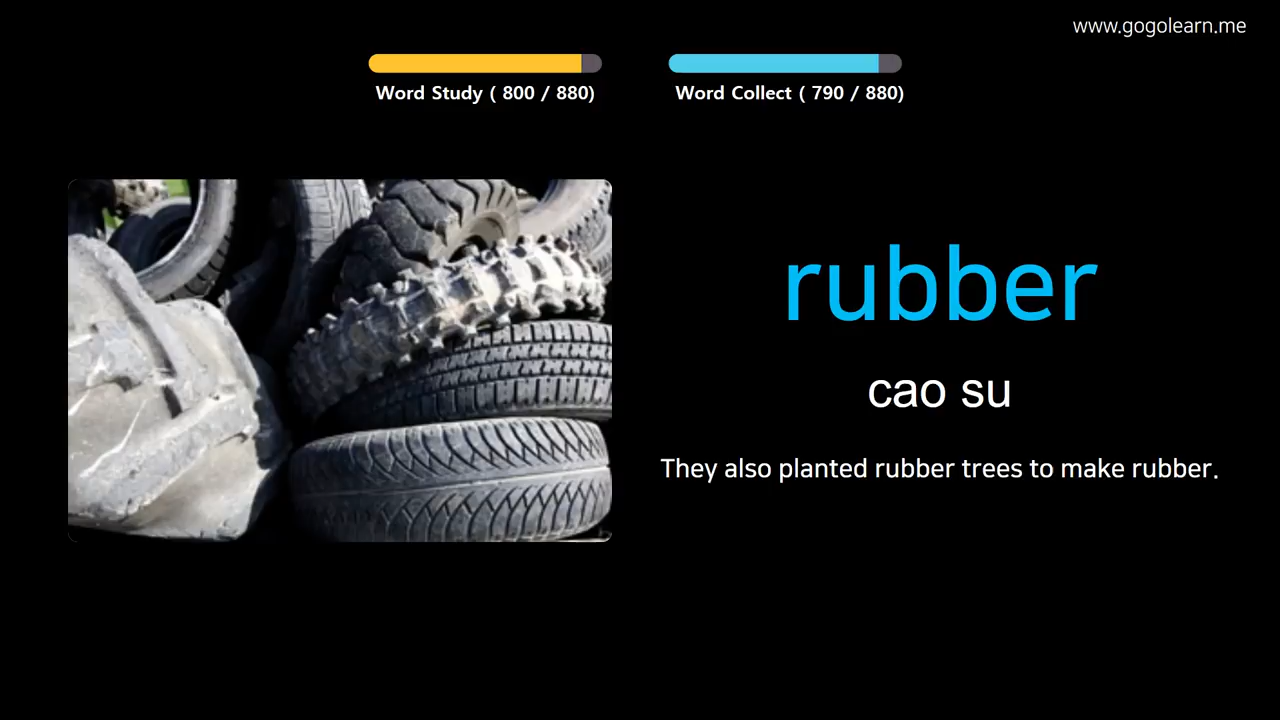 www.gogolearn.me
Word Study ( 800 / 880)
Word Collect ( 790 / 880)
rubber
cao su
They also planted rubber trees to make rubber.